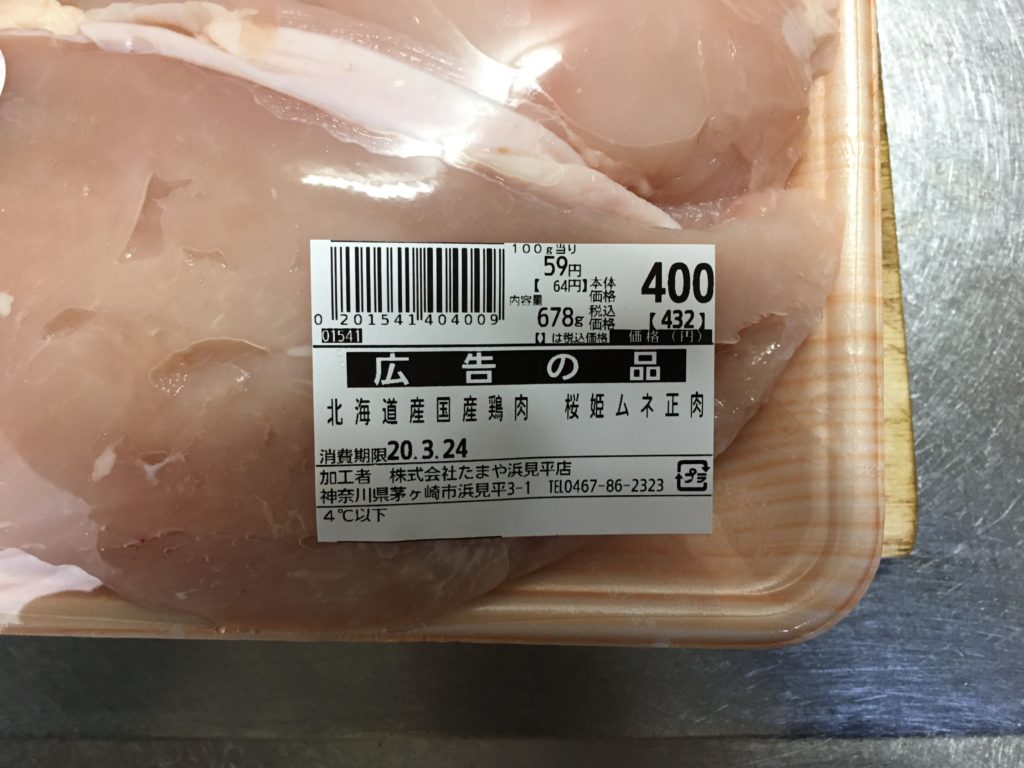 100g当り
59円
【 64円】
本体価格
400
内容量
678g
税込価格
【432】
【】は税込価格
価格(円)
0 201541 404009
01541
広告の品
北海道産国産鶏肉 桜姫ムネ正肉
消費期限20.3.24
加工者 株式会社たまや浜見平店
神奈川県茅ヶ崎市浜見平3-1 TEL0467-86-2323
プラ
4℃以下